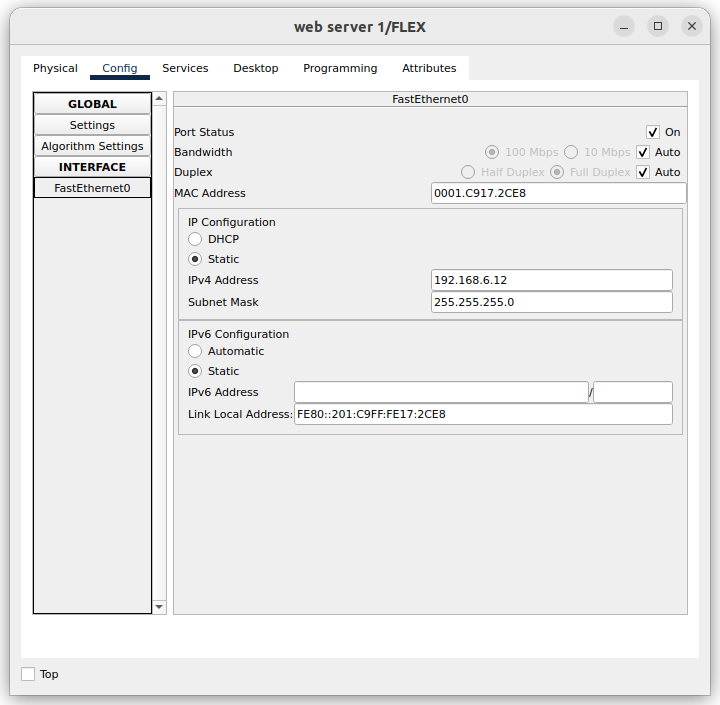 web server 1/FLEX
Physical Config Services Desktop Programming Attributes
GLOBAL
Settings
Algorithm Settings
INTERFACE
FastEthernet0
FastEthernet0
Port Status On
Bandwidth 100 Mbps 10 Mbps Auto
Duplex Half Duplex Full Duplex Auto
MAC Address 0001.C917.2CE8
IP Configuration
DHCP
Static
IPv4 Address 192.168.6.12
Subnet Mask 255.255.255.0
IPv6 Configuration
Automatic
Static
IPv6 Address /
Link Local Address: FE80::201:C9FF:FE17:2CE8
Top